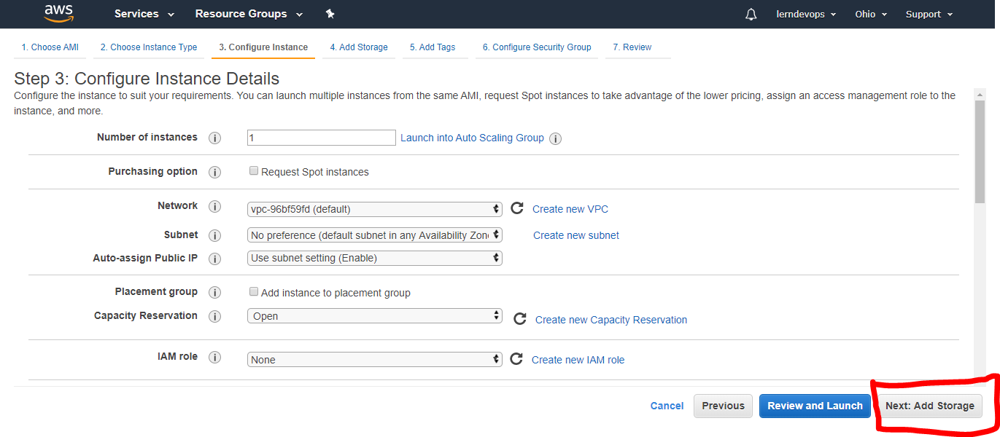 aws Services Resource Groups lerndevops Ohio Support
1. Choose AMI 2. Choose Instance Type 3. Configure Instance 4. Add Storage 5. Add Tags 6. Configure Security Group 7. Review
Step 3: Configure Instance Details
Configure the instance to suit your requirements. You can launch multiple instances from the same AMI, request Spot instances to take advantage of the lower pricing, assign an access management role to the
instance, and more.
Number of instances i 1 Launch into Auto Scaling Group i
Purchasing option i Request Spot instances
Network i vpc-96bf59fd (default) Create new VPC
Subnet i No preference (default subnet in any Availability Zon Create new subnet
Auto-assign Public IP i Use subnet setting (Enable)
Placement group i Add instance to placement group
Capacity Reservation i Open Create new Capacity Reservation
IAM role i None Create new IAM role
Cancel Previous Review and Launch Next: Add Storage